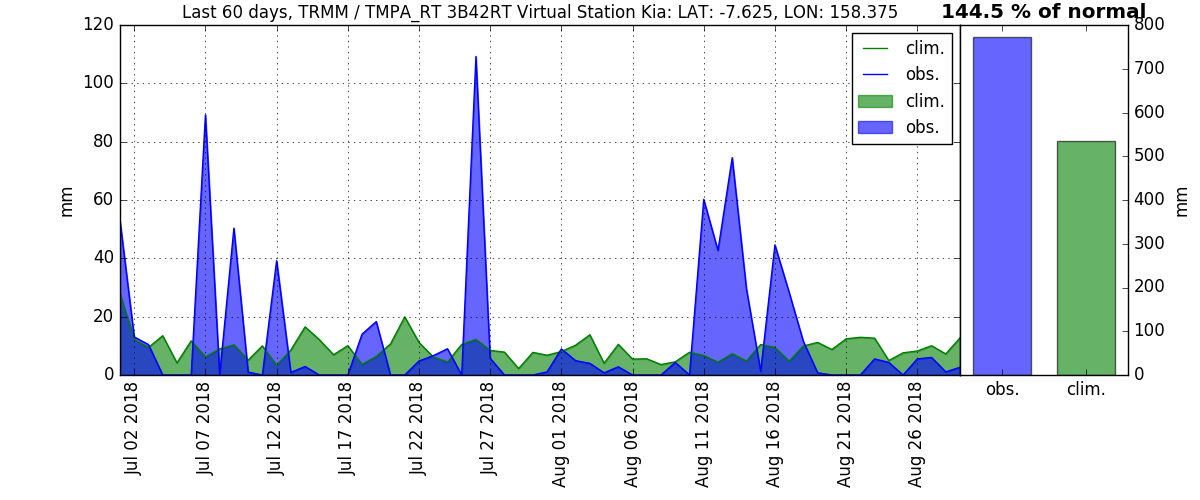 Last 60 days, TRMM / TMPA_RT 3B42RT Virtual Station Kia: LAT: -7.625, LON: 158.375
144.5 % of normal
120
100
80
60
40
20
0
mm
clim.
obs.
clim.
obs.
800
700
600
500
400
300
200
100
0
mm
obs.
clim.
Jul 02 2018
Jul 07 2018
Jul 12 2018
Jul 17 2018
Jul 22 2018
Jul 27 2018
Aug 01 2018
Aug 06 2018
Aug 11 2018
Aug 16 2018
Aug 21 2018
Aug 26 2018